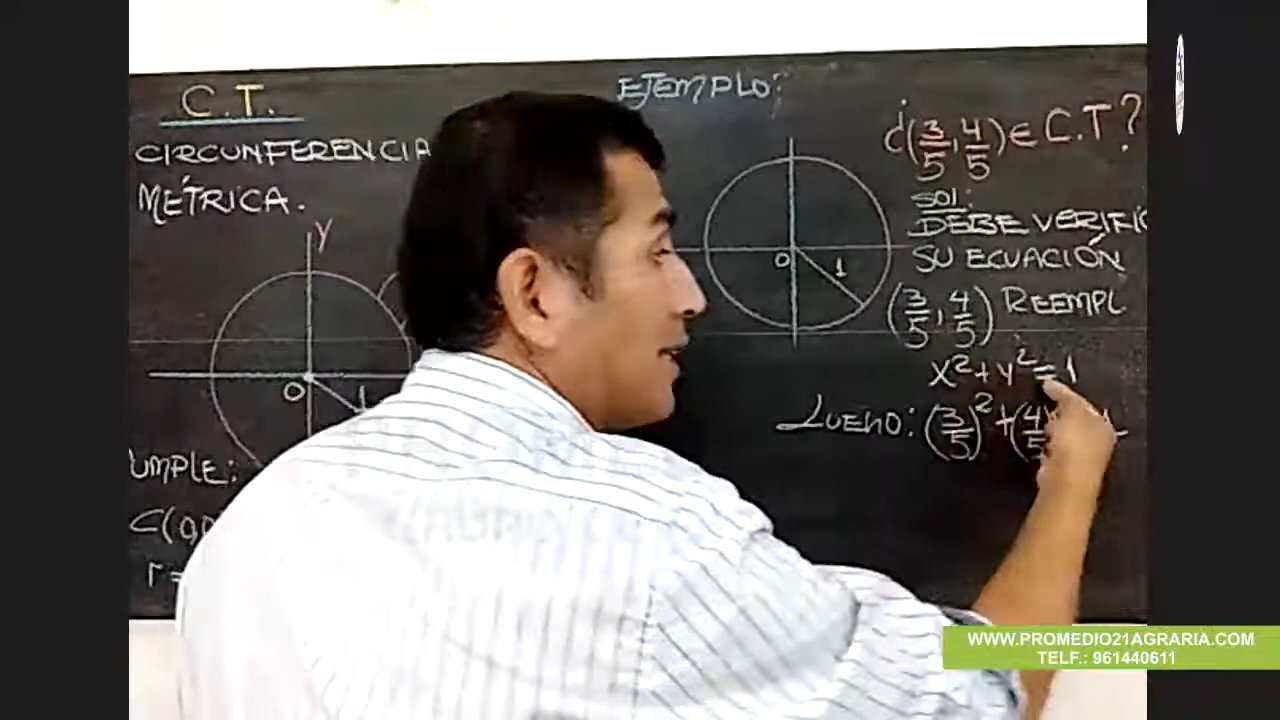 C.T.
CIRCUNFERENCIA
MÉTRICA.
Y
O
1
UMPLE:
C(0,0
r=
EJEMPLO:
O
1
¿(3/5, 4/5) ∈ C.T?
SOL:
DEBE VERIFIC
SU ECUACIÓN
(3/5, 4/5) REEMPL
x²+y²=1
LUEGO: (3/5)²+(4/5
WWW.PROMEDIO21AGRARIA.COM
TELF.: 961440611